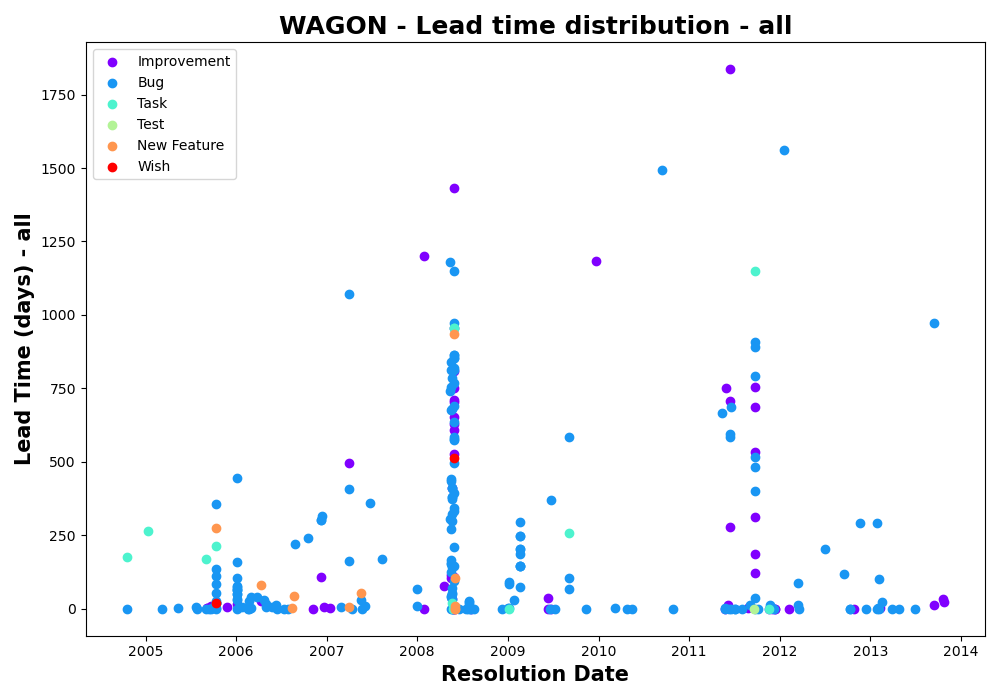 WAGON - Lead time distribution - all
Improvement
Bug
Task
Test
New Feature
Wish
Lead Time (days) - all
1750
1500
1250
1000
750
500
250
0
2005 2006 2007 2008 2009 2010 2011 2012 2013 2014
Resolution Date